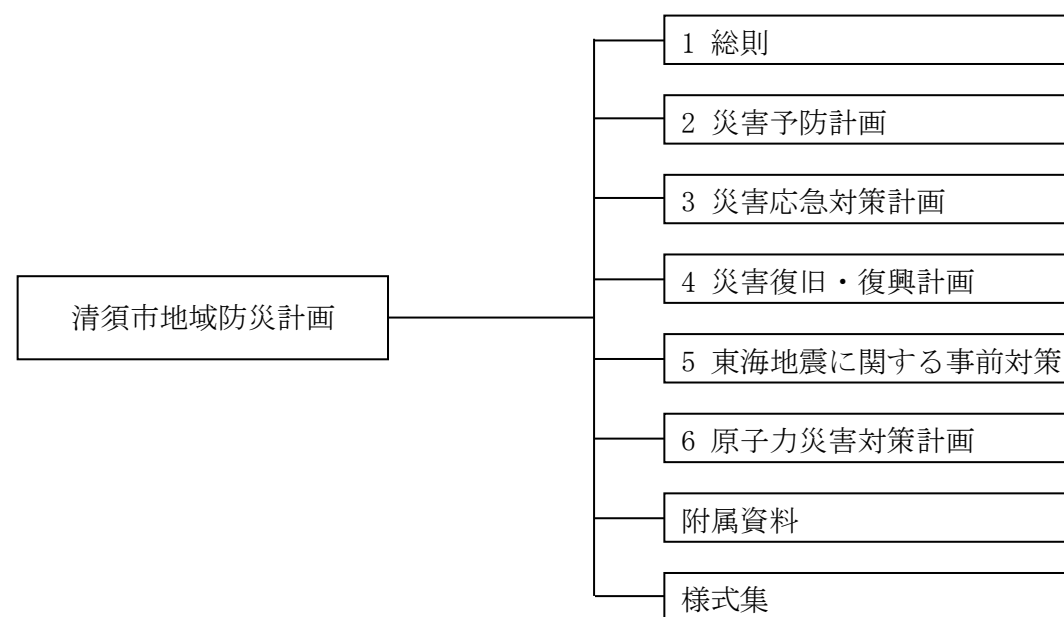 清須市地域防災計画
1 総則
2 災害予防計画
3 災害応急対策計画
4 災害復旧・復興計画
5 東海地震に関する事前対策
6 原子力災害対策計画
附属資料
様式集